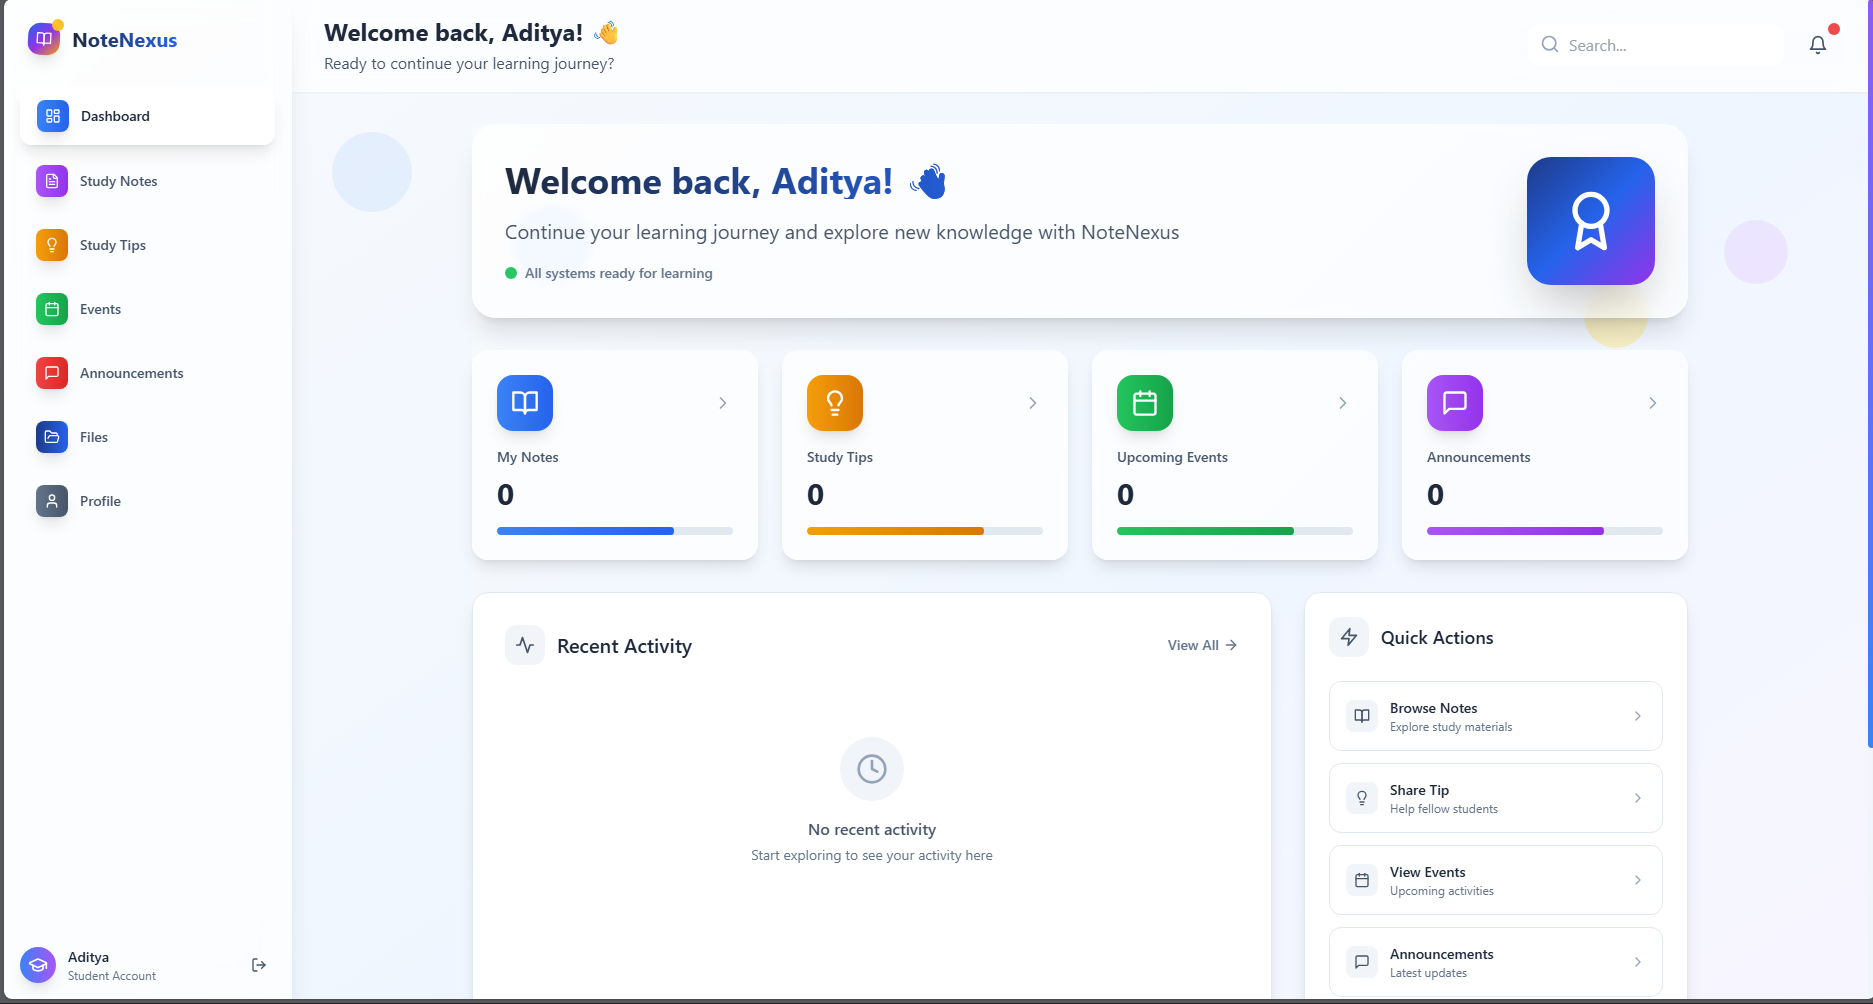 NoteNexus
Dashboard
Study Notes
Study Tips
Events
Announcements
Files
Profile
Aditya
Student Account
Welcome back, Aditya! 👋
Ready to continue your learning journey?
Search...
Welcome back, Aditya! 👋
Continue your learning journey and explore new knowledge with NoteNexus
All systems ready for learning
My Notes
0
Study Tips
0
Upcoming Events
0
Announcements
0
Recent Activity
View All
No recent activity
Start exploring to see your activity here
Quick Actions
Browse Notes
Explore study materials
Share Tip
Help fellow students
View Events
Upcoming activities
Announcements
Latest updates